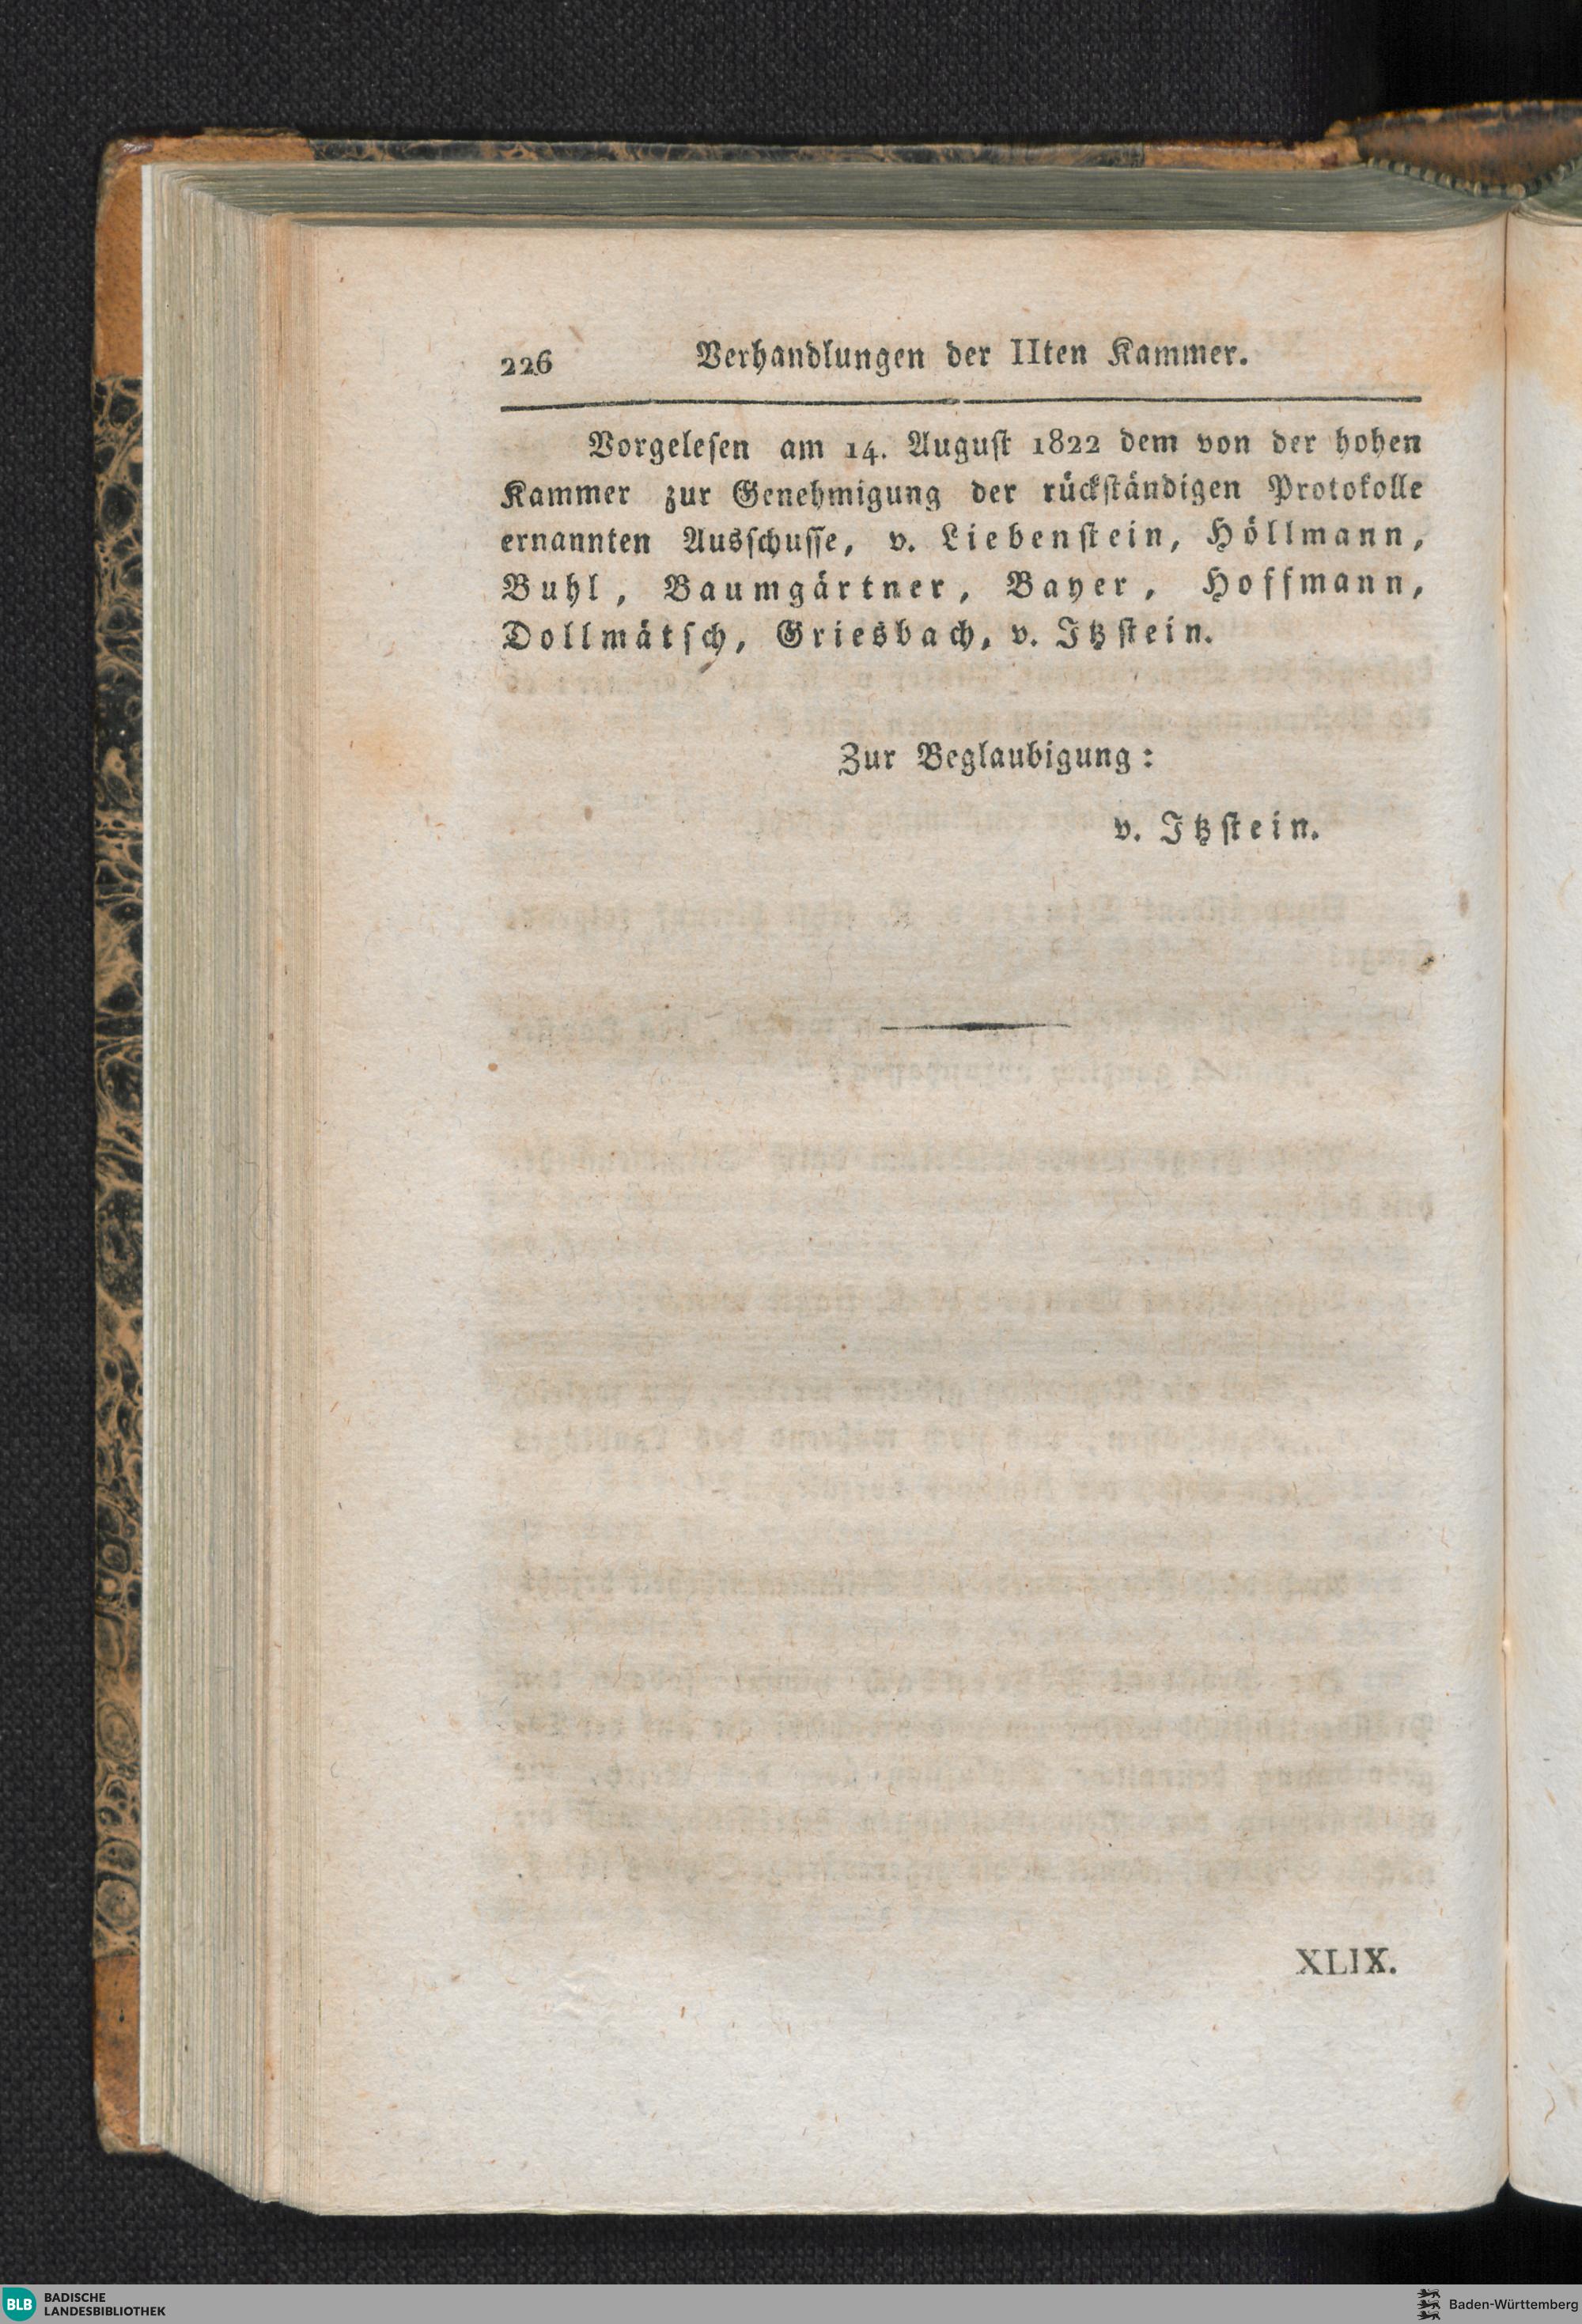 226 Verhandlungen der IIten Kammer.
Vorgelesen am 14. August 1822 dem von der hohen
Kammer zur Genehmigung der rückständigen Protokolle
ernannten Ausschusse, v. Liebenstein, Höllmann,
Buhl, Baumgärtner, Bayer, Hoffmann,
Dollmätsch, Griesbach, v. Itzstein.
Zur Beglaubigung:
v. Itzstein.
XLIX.
BLB BADISCHE
LANDESBIBLIOTHEK
Baden-Württemberg